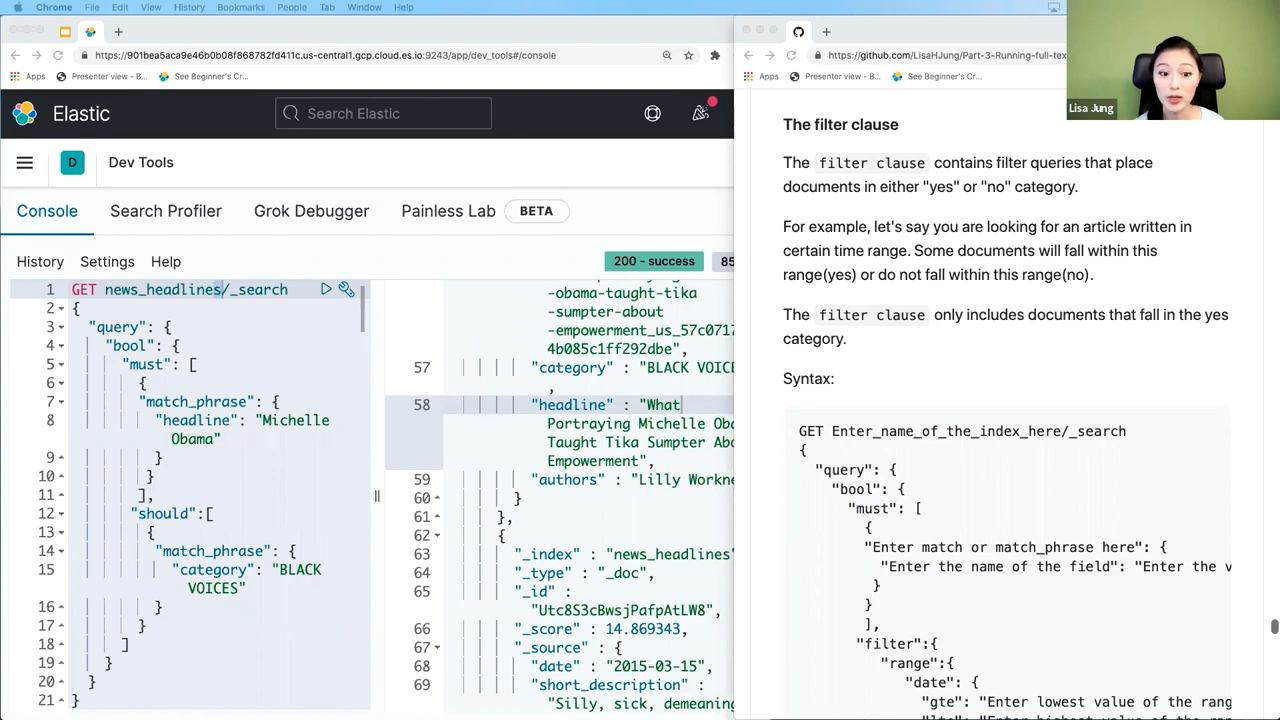 Chrome File Edit View History Bookmarks People Tab Window Help
https://901bea5aca9e46b0b08f868782fd411c.us-central1.gcp.cloud.es.io:9243/app/dev_tools#/console
Apps Presenter view - B... See Beginner's Cr...
Elastic
Search Elastic
D
Dev Tools
Console Search Profiler Grok Debugger Painless Lab BETA
History Settings Help
200 - success
85
1 GET news_headlines/_search
2 {
3 "query": {
4 "bool": {
5 "must": [
6 {
7 "match_phrase": {
8 "headline": "Michelle
Obama"
9 }
10 }
11 ],
12 "should":[
13 {
14 "match_phrase": {
15 "category": "BLACK
VOICES"
16 }
17 }
18 ]
19 }
20 }
21 }
-obama-taught-tika
-sumpter-about
-empowerment_us_57c0717
4b085c1ff292dbe",
57 "category" : "BLACK VOICE
,
58 "headline" : "What
Portraying Michelle Oba
Taught Tika Sumpter Abo
Empowerment",
59 "authors" : "Lilly Workne
60 }
61 },
62 {
63 "_index" : "news_headlines"
64 "_type" : "_doc",
65 "_id" :
"Utc8S3cBwsjPafpAtLW8",
66 "_score" : 14.869343,
67 "_source" : {
68 "date" : "2015-03-15",
69 "short_description" :
"Silly, sick, demeaning
https://github.com/LisaHJung/Part-3-Running-full-tex
Apps Presenter view - B... See Beginner's Cr...
Lisa Jung
The filter clause
The filter clause contains filter queries that place
documents in either "yes" or "no" category.
For example, let's say you are looking for an article written in
certain time range. Some documents will fall within this
range(yes) or do not fall within this range(no).
The filter clause only includes documents that fall in the yes
category.
Syntax:
GET Enter_name_of_the_index_here/_search
{
"query": {
"bool": {
"must": [
{
"Enter match or match_phrase here": {
"Enter the name of the field": "Enter the v
}
}
],
"filter":{
"range":{
"date": {
"gte": "Enter lowest value of the rang